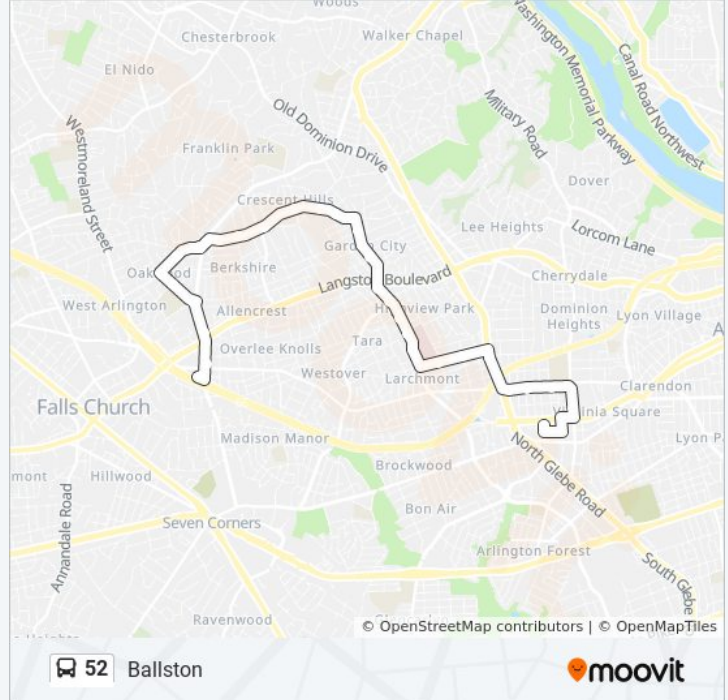 Woods
Chesterbrook
Walker Chapel
Washington Memorial Parkway
Canal Road Northwest
El Nido
Old Dominion Drive
Military Road
Westmoreland Street
Franklin Park
Dover
Crescent Hills
Lee Heights
Lorcom Lane
Garden City
Oakwood
Berkshire
Langston Boulevard
Cherrydale
West Arlington
Allencrest
Highview Park
Dominion
Heights
Lyon Village
A
Overlee Knolls
Tara
Westover
Larchmont
Clarendon
Falls Church
Virginia Square
Madison Manor
Lyon P
North Glebe Road
mont
Hillwood
Brockwood
Annandale Road
Seven Corners
Bon Air
Arlington Forest
South Glebe
Ravenwood
Heights
© OpenStreetMap contributors | © OpenMapTiles
52 Ballston
moovit